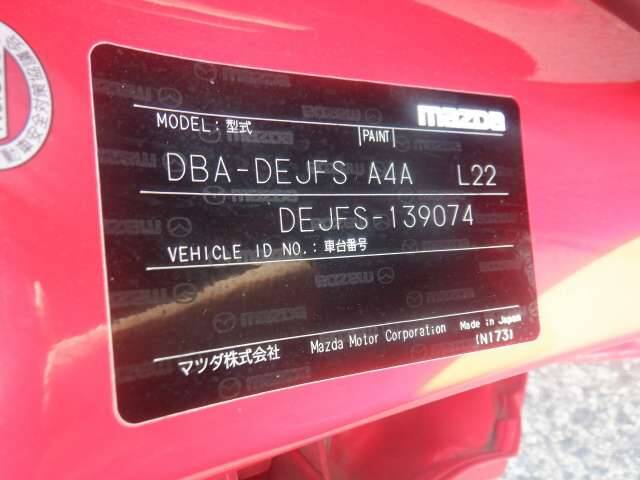 mazda
MODEL：型式 PAINT
DBA-DEJFS A4A L22
DEJFS-139074
VEHICLE ID NO.：車台番号
マツダ株式会社 Mazda Motor Corporation Made in Japan
(N173)